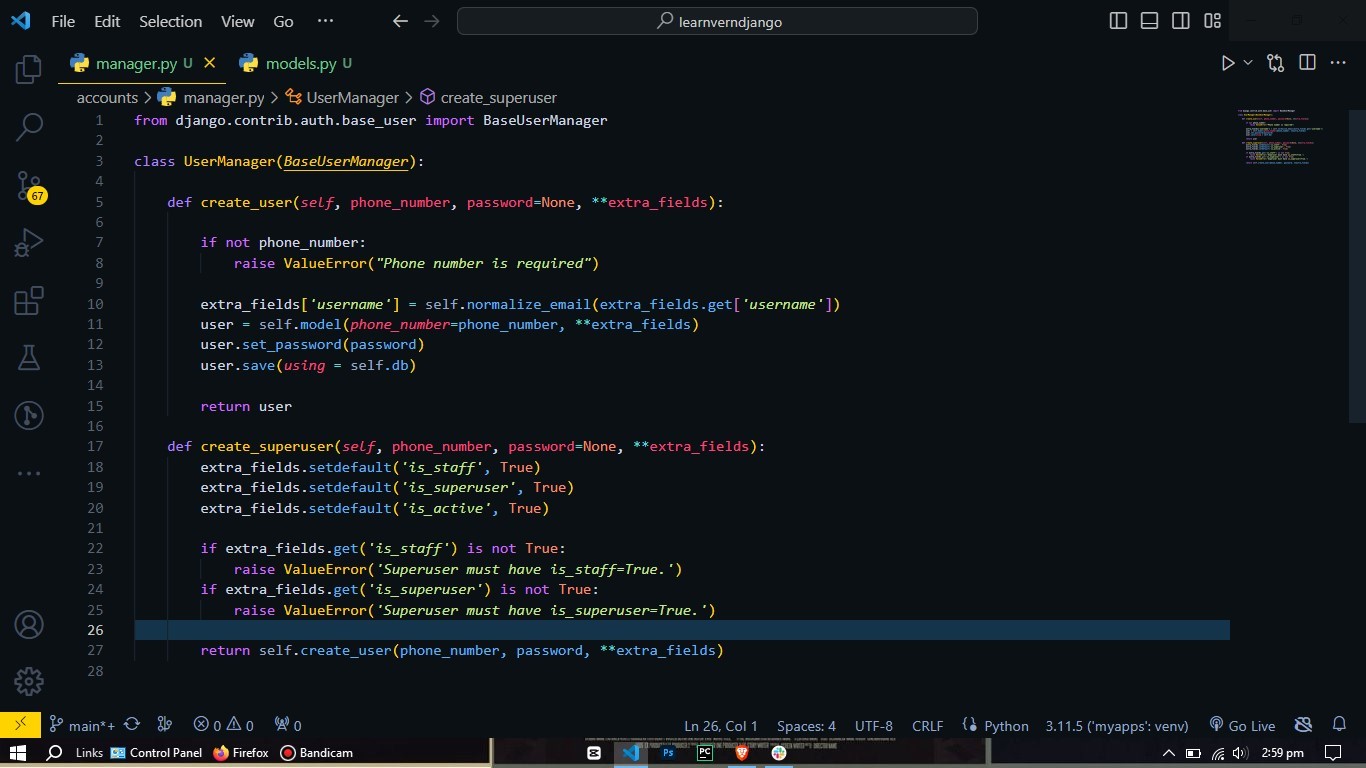 File Edit Selection View Go ··· learnverndjango
manager.py U models.py U
accounts > manager.py > UserManager > create_superuser
1 from django.contrib.auth.base_user import BaseUserManager
2
3 class UserManager(BaseUserManager):
4
5 def create_user(self, phone_number, password=None, **extra_fields):
6
7 if not phone_number:
8 raise ValueError("Phone number is required")
9
10 extra_fields['username'] = self.normalize_email(extra_fields.get['username'])
11 user = self.model(phone_number=phone_number, **extra_fields)
12 user.set_password(password)
13 user.save(using = self.db)
14
15 return user
16
17 def create_superuser(self, phone_number, password=None, **extra_fields):
18 extra_fields.setdefault('is_staff', True)
19 extra_fields.setdefault('is_superuser', True)
20 extra_fields.setdefault('is_active', True)
21
22 if extra_fields.get('is_staff') is not True:
23 raise ValueError('Superuser must have is_staff=True.')
24 if extra_fields.get('is_superuser') is not True:
25 raise ValueError('Superuser must have is_superuser=True.')
26
27 return self.create_user(phone_number, password, **extra_fields)
28
67
main*+ 0 0 0 Ln 26, Col 1 Spaces: 4 UTF-8 CRLF Python 3.11.5 ('myapps': venv) Go Live
Links Control Panel Firefox Bandicam Ps PC 2:59 pm